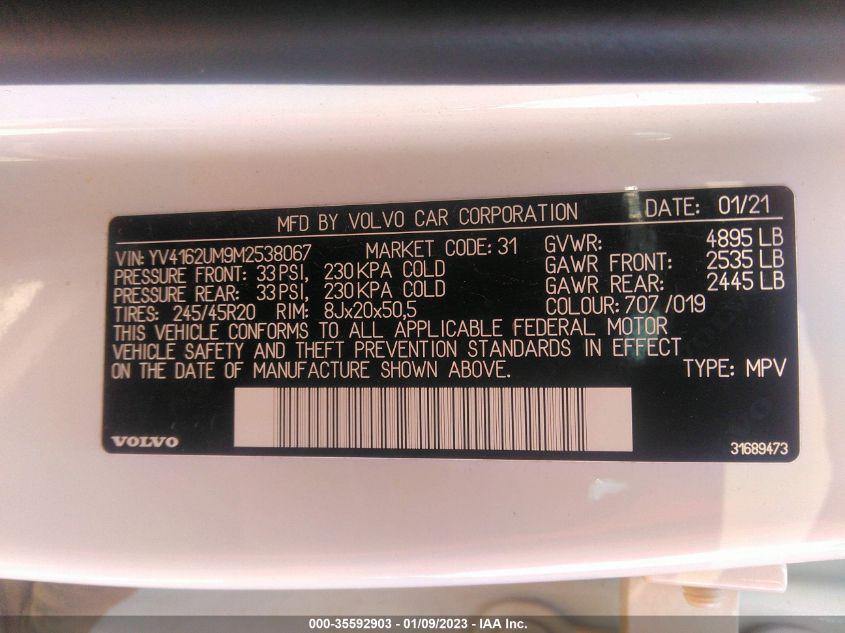 MFD BY VOLVO CAR CORPORATION DATE: 01/21
VIN: YV4162UM9M2538067 MARKET CODE: 31 GVWR: 4895 LB
PRESSURE FRONT: 33 PSI, 230 KPA COLD GAWR FRONT: 2535 LB
PRESSURE REAR: 33 PSI, 230 KPA COLD GAWR REAR: 2445 LB
TIRES: 245/45R20 RIM: 8Jx20x50,5 COLOUR: 707 /019
THIS VEHICLE CONFORMS TO ALL APPLICABLE FEDERAL MOTOR
VEHICLE SAFETY AND THEFT PREVENTION STANDARDS IN EFFECT
ON THE DATE OF MANUFACTURE SHOWN ABOVE. TYPE: MPV
VOLVO 31689473
000-35592903 - 01/09/2023 - IAA Inc.